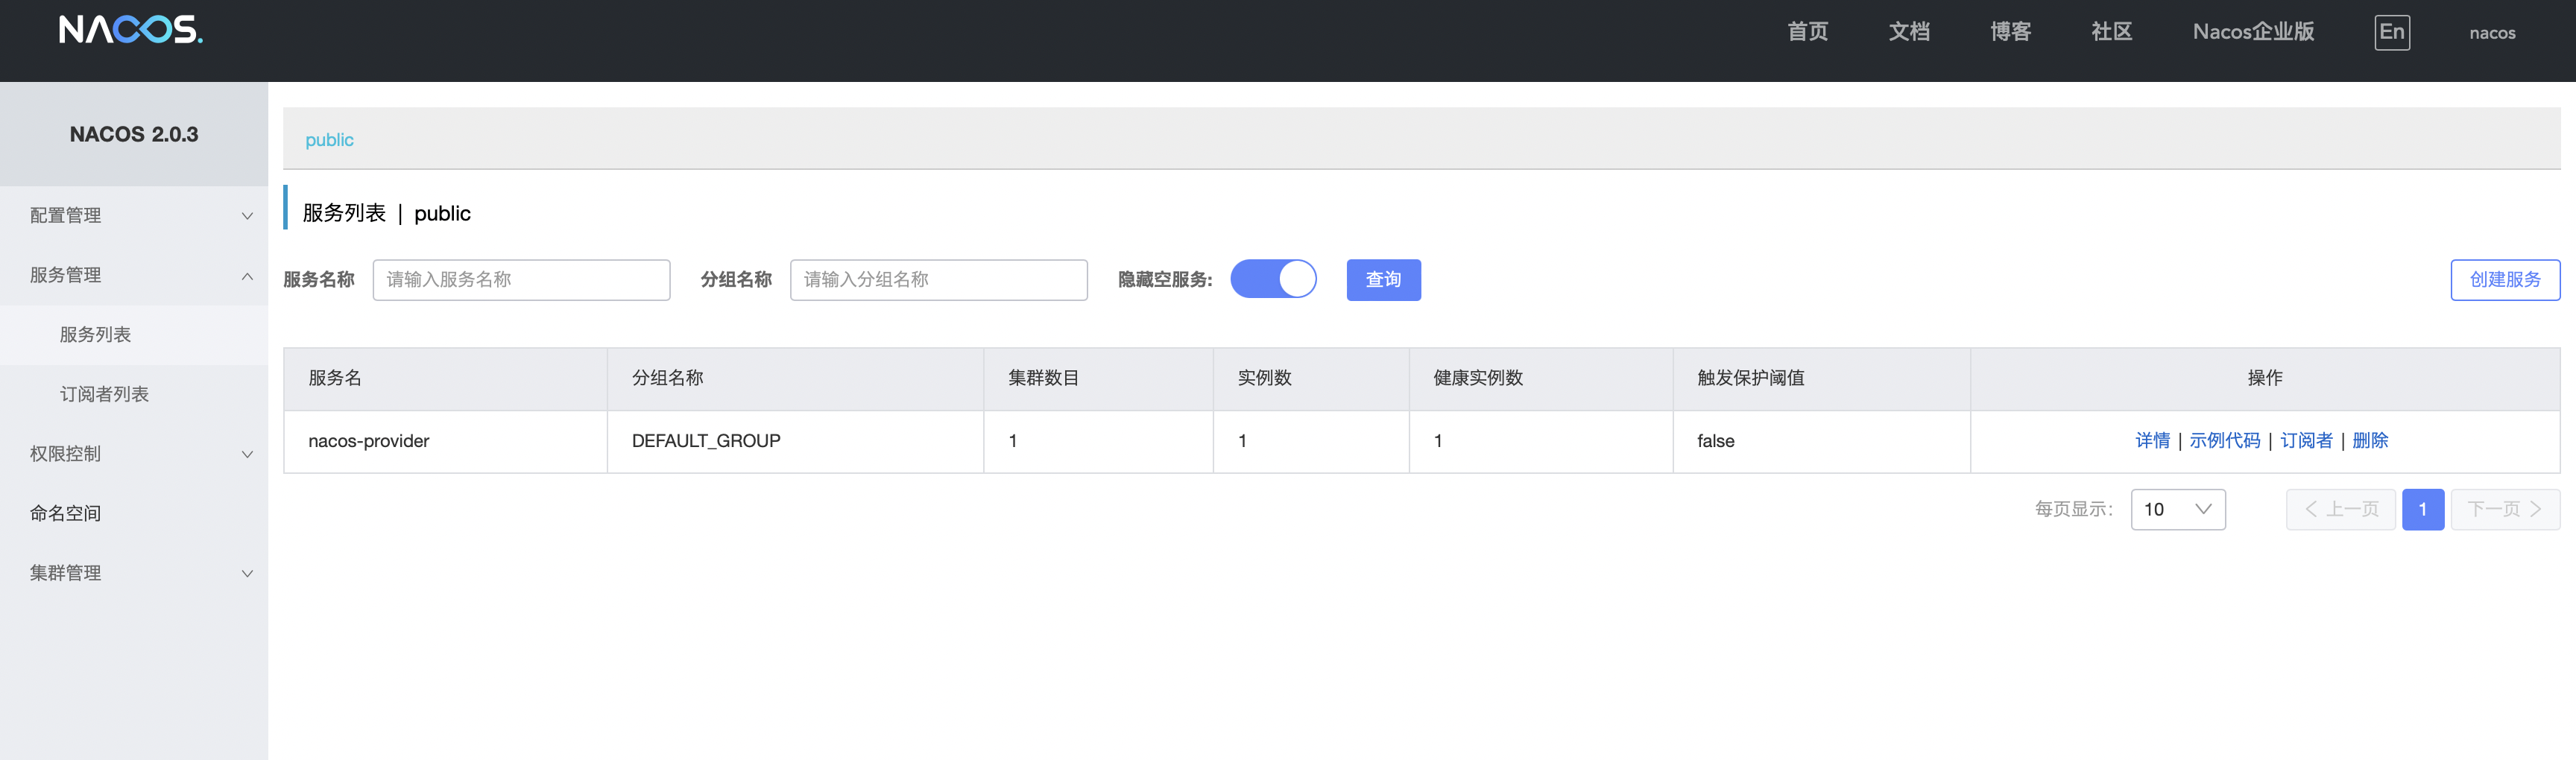 NACOS.
首页 文档 博客 社区 Nacos企业版 En nacos
NACOS 2.0.3
配置管理
服务管理
服务列表
订阅者列表
权限控制
命名空间
集群管理
public
服务列表 | public
服务名称 请输入服务名称 分组名称 请输入分组名称 隐藏空服务: 查询 创建服务
服务名 分组名称 集群数目 实例数 健康实例数 触发保护阈值 操作
nacos-provider DEFAULT_GROUP 1 1 1 false 详情 | 示例代码 | 订阅者 | 删除
每页显示: 10 上一页 1 下一页